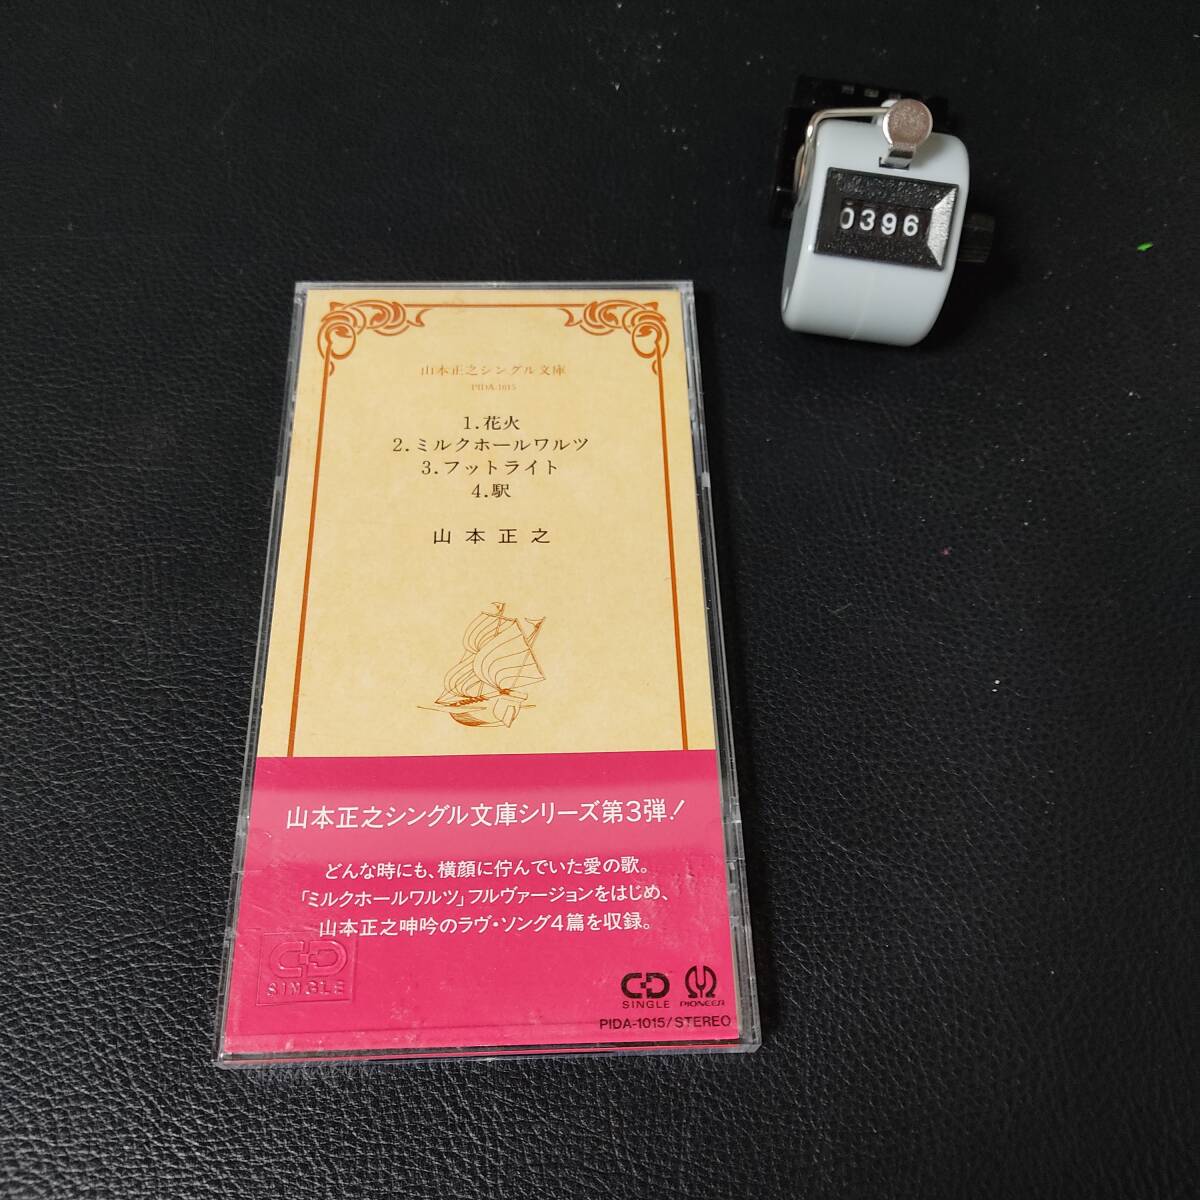 0396
山本正之シングル文庫
PIDA-1015
1.花火
2.ミルクホールワルツ
3.フットライト
4.駅
山本正之
山本正之シングル文庫シリーズ第3弾!
どんな時にも、横顔に佇んでいた愛の歌。
「ミルクホールワルツ」フルヴァージョンをはじめ、
山本正之呻吟のラヴ・ソング4篇を収録。
CD
SINGLE
CD
SINGLE
PIONEER
PIDA-1015/STEREO